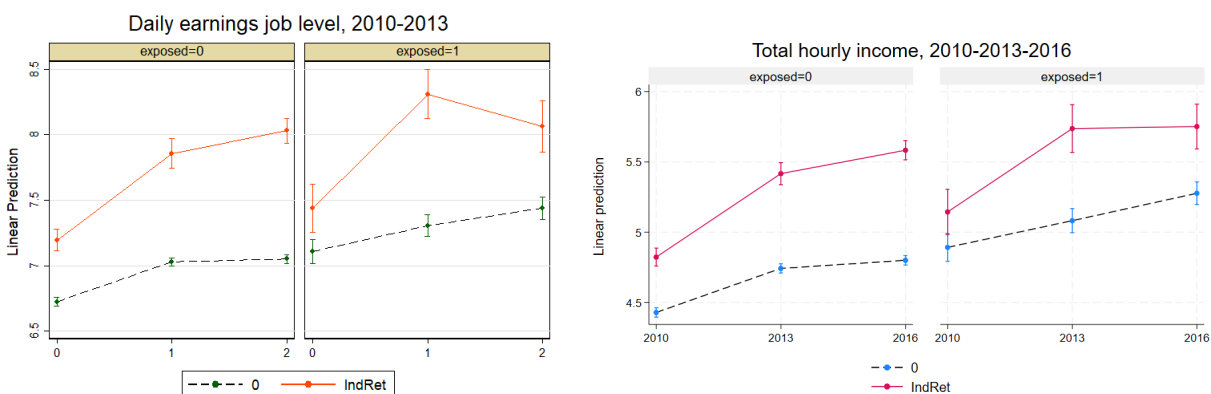 Daily earnings job level, 2010-2013
exposed=0 exposed=1
Linear Prediction
8.5
8
7.5
7
6.5
0 1 2 0 1 2
0 IndRet
Total hourly income, 2010-2013-2016
exposed=0 exposed=1
Linear prediction
6
5.5
5
4.5
2010 2013 2016 2010 2013 2016
0
IndRet